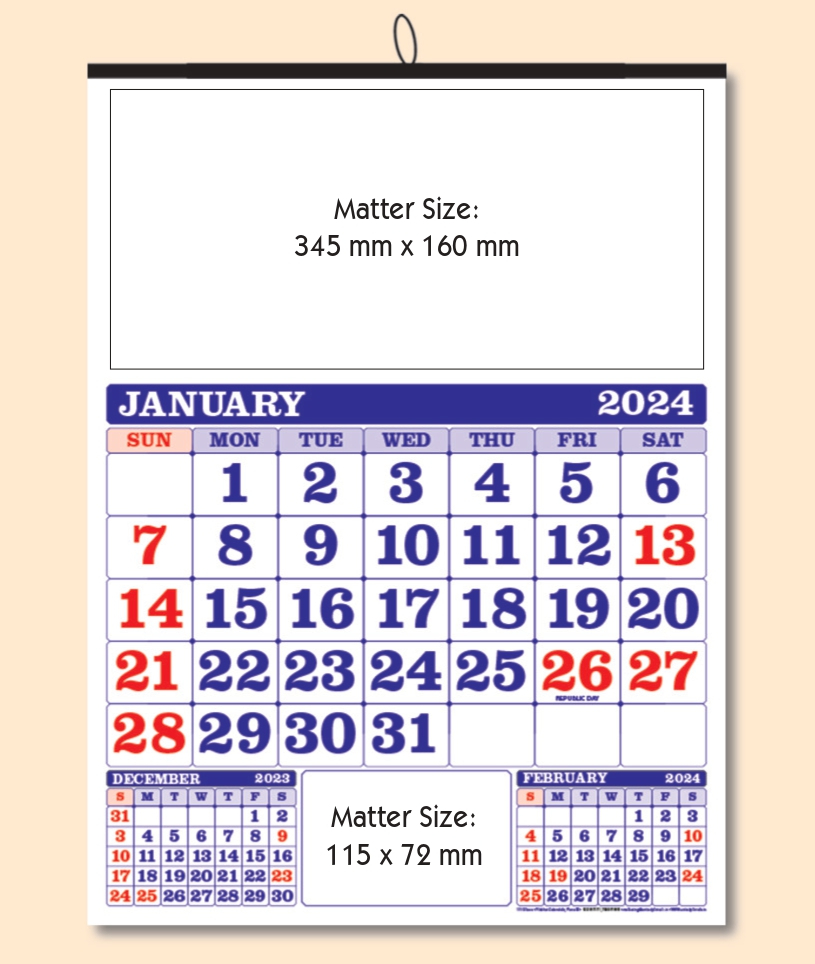 Matter Size:
345 mm x 160 mm
JANUARY 2024
SUN MON TUE WED THU FRI SAT
1 2 3 4 5 6
7 8 9 10 11 12 13
14 15 16 17 18 19 20
21 22 23 24 25 26 27
REPUBLIC DAY
28 29 30 31
DECEMBER 2023
S M T W T F S
31 1 2
3 4 5 6 7 8 9
10 11 12 13 14 15 16
17 18 19 20 21 22 23
24 25 26 27 28 29 30
Matter Size:
115 x 72 mm
FEBRUARY 2024
S M T W T F S
1 2 3
4 5 6 7 8 9 10
11 12 13 14 15 16 17
18 19 20 21 22 23 24
25 26 27 28 29